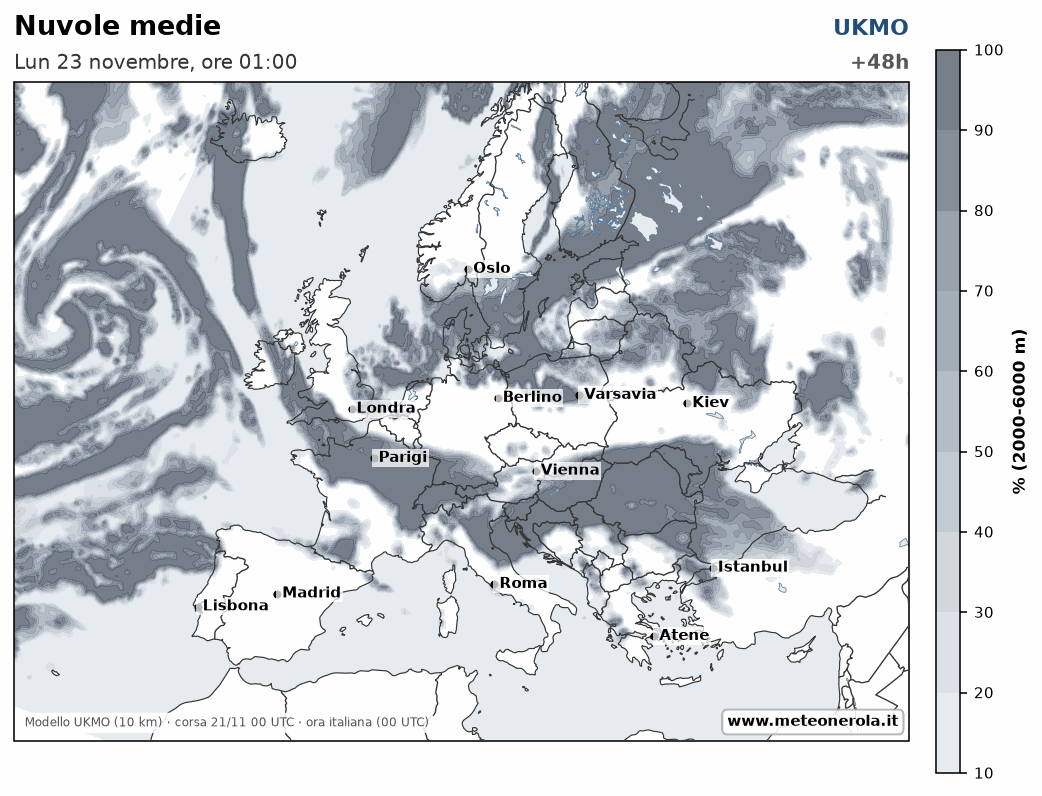 Nuvole medie
UKMO
Lun 23 novembre, ore 01:00
+48h
100
90
80
70
60
50
40
30
20
10
% (2000-6000 m)
Oslo
Berlino
Varsavia
Kiev
Londra
Parigi
Vienna
Istanbul
Roma
Madrid
Lisbona
Atene
Modello UKMO (10 km) · corsa 21/11 00 UTC · ora italiana (00 UTC)
www.meteonerola.it